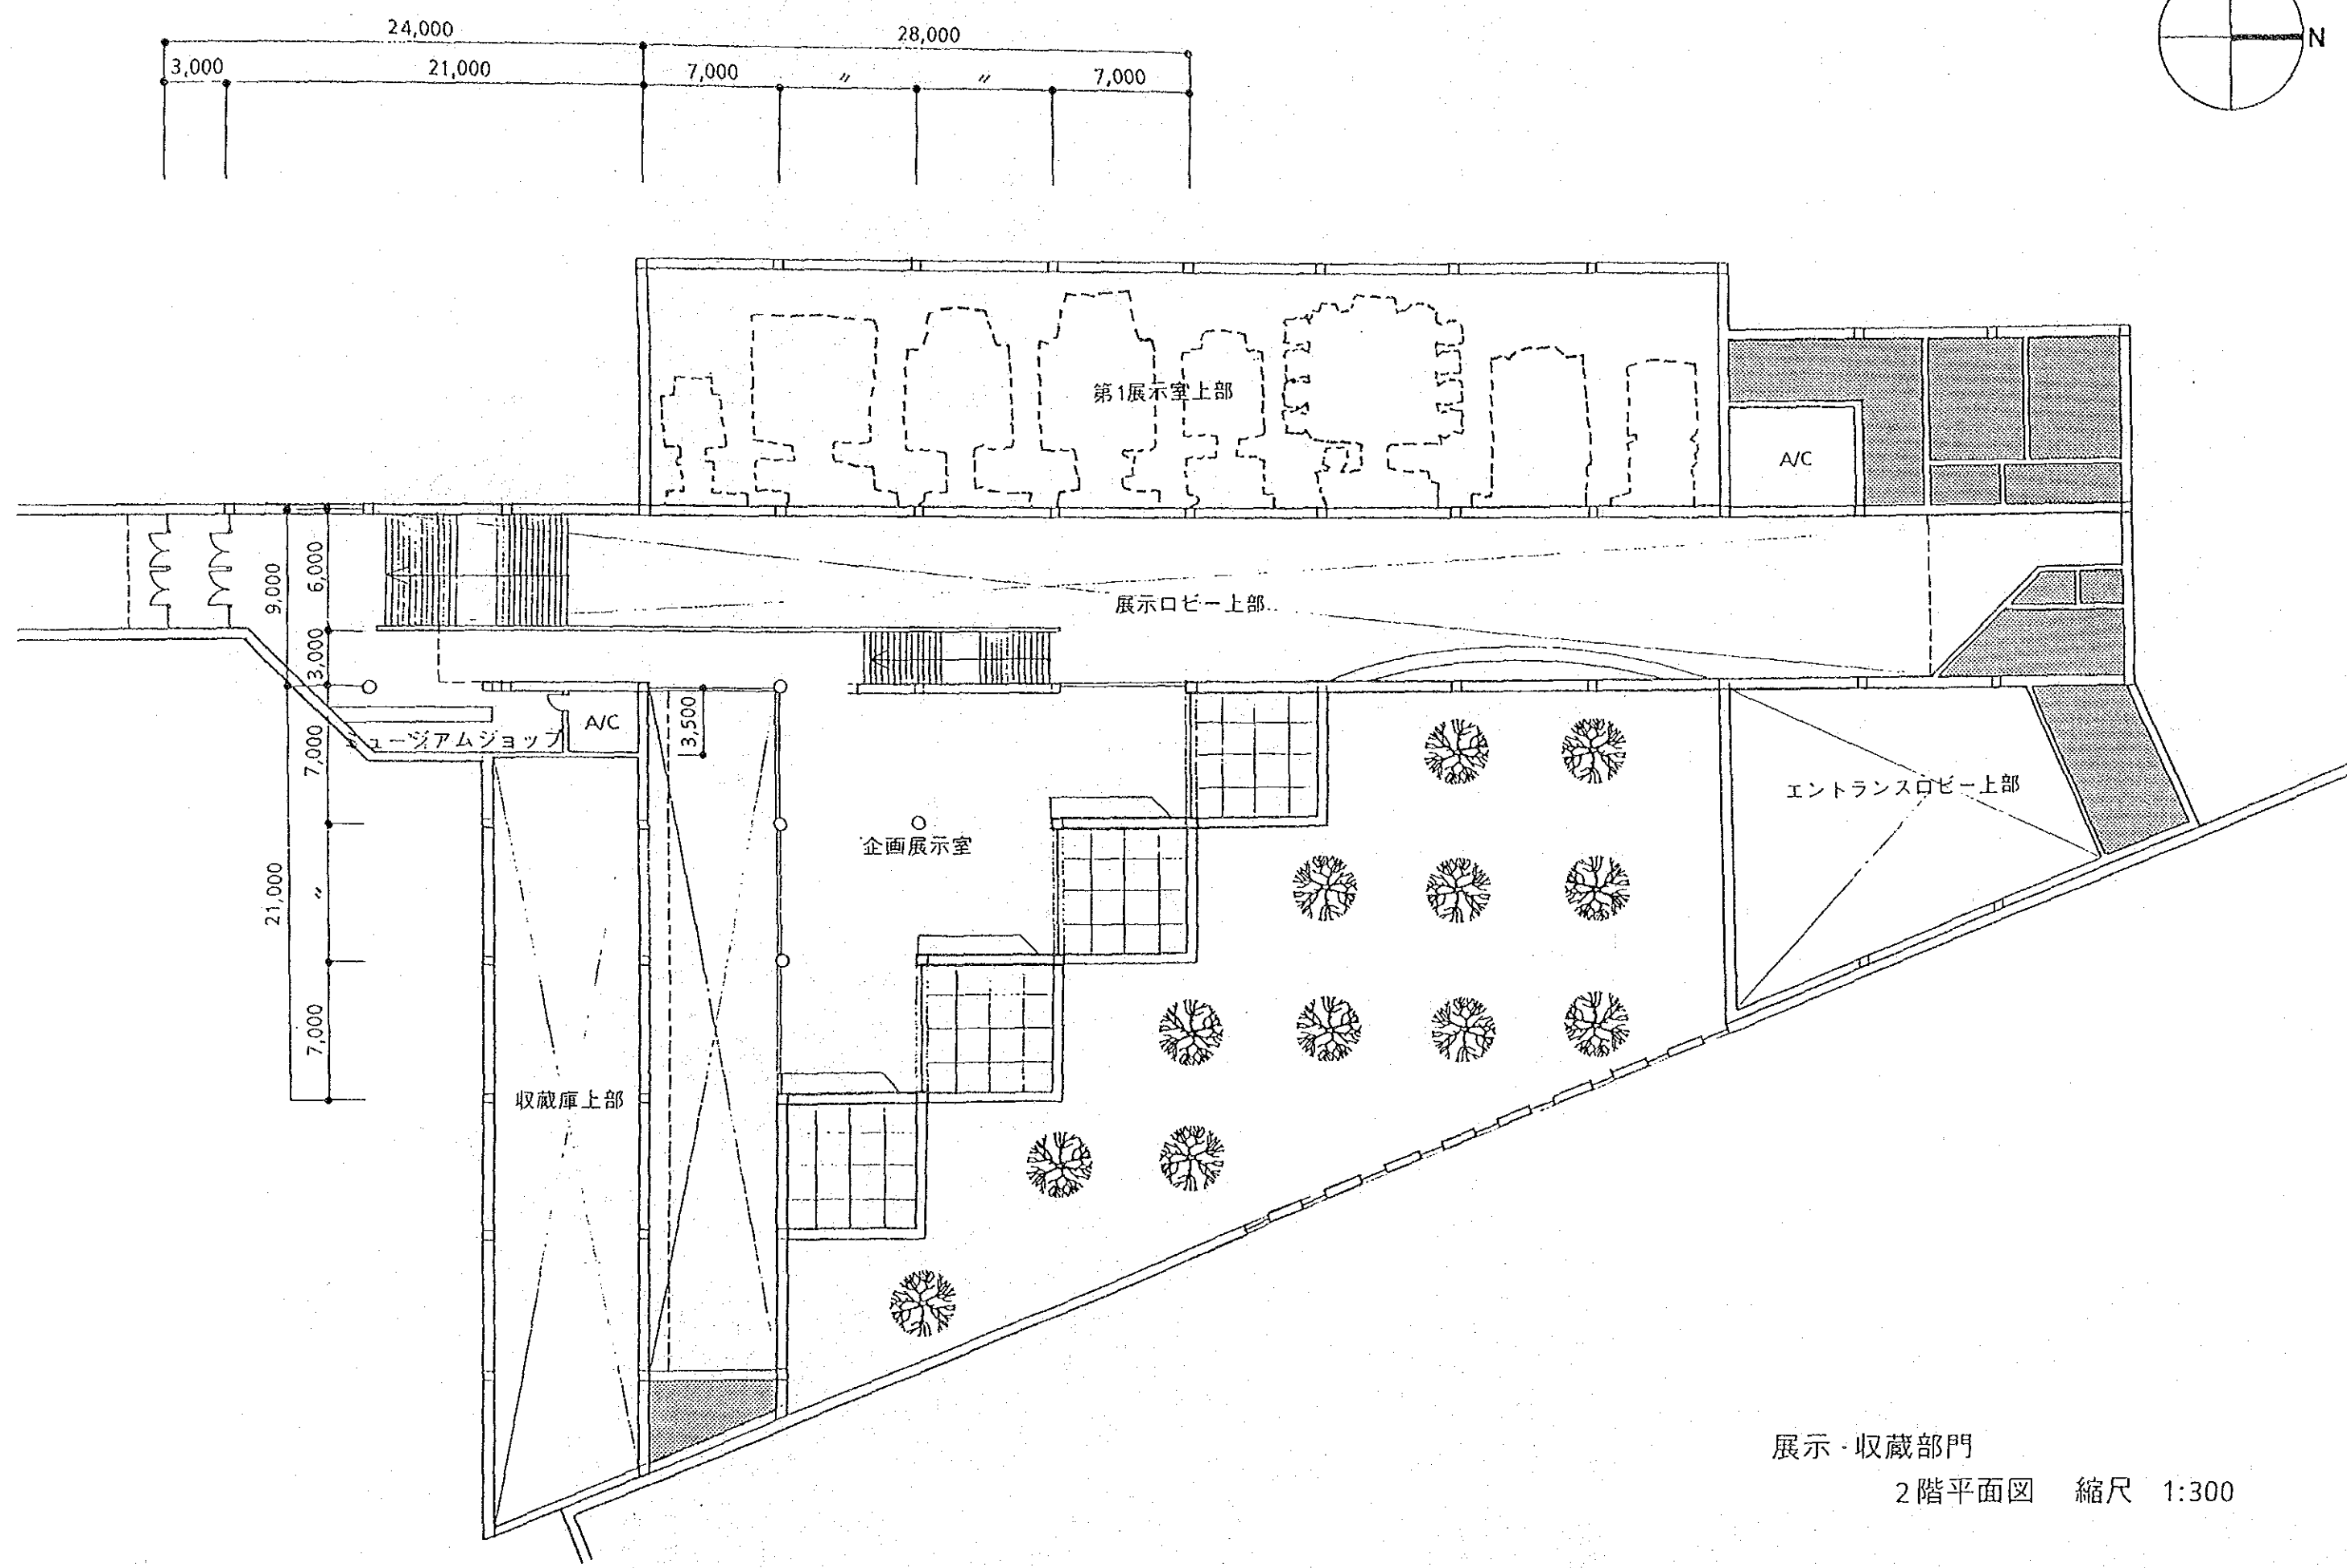 24,000
28,000
N
3,000
21,000
7,000
〃
〃
7,000
第1展示室上部
A/C
9,000
6,000
3,000
展示ロビー上部
3,500
A/C
ミュージアムジョップ
7,000
エントランスロビー上部
企画展示室
21,000
〃
7,000
収蔵庫上部
展示・収蔵部門
2階平面図 縮尺 1:300